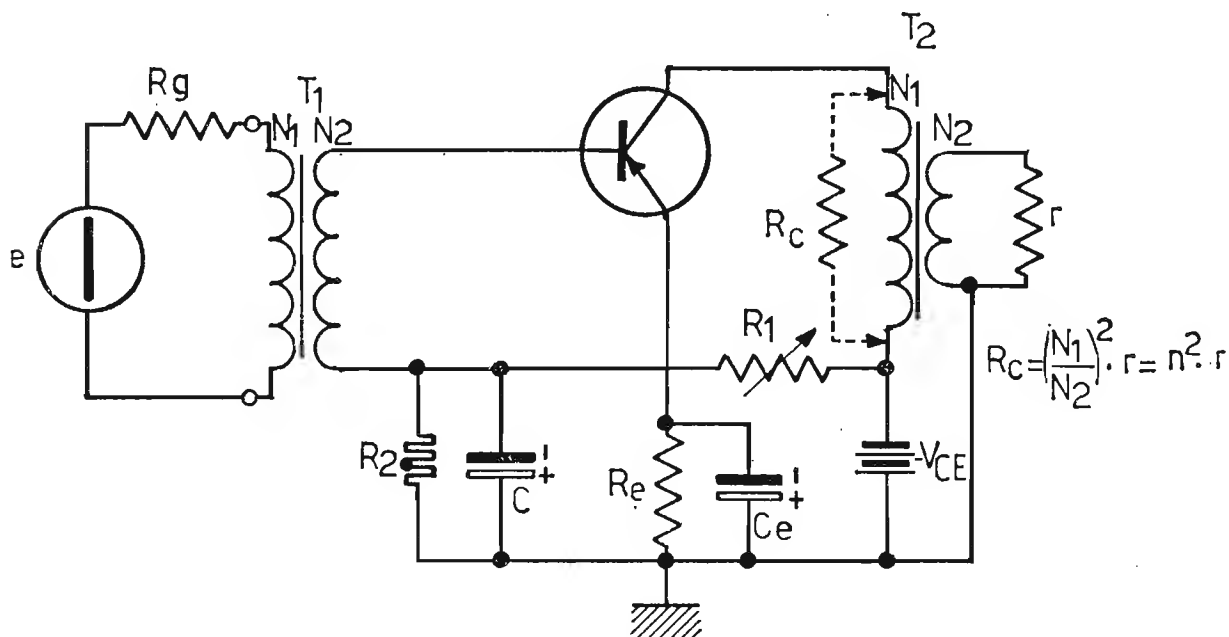 T2
Rg
T1
N1 N2
N1
N2
e
Rc
r
R1
Rc=(N1/N2)²·r= n²·r
R2
- +
C
Re
- +
Ce
-VCE